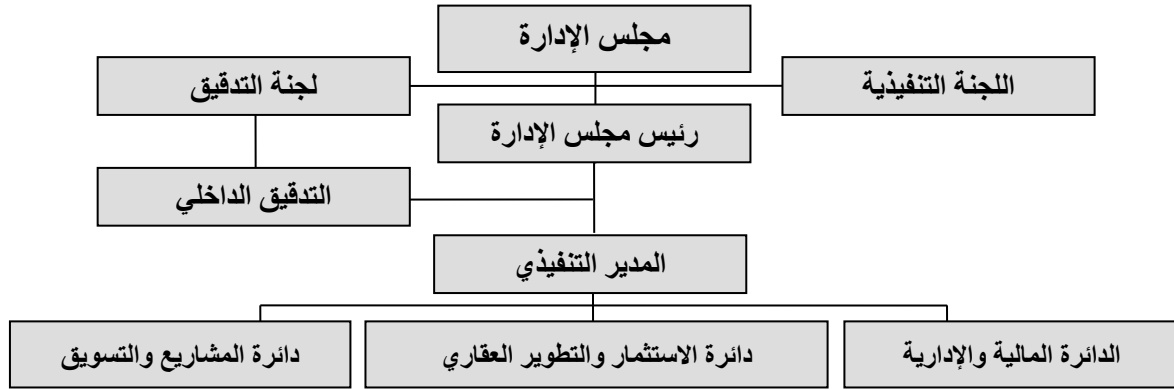 مجلس الإدارة
اللجنة التنفيذية
لجنة التدقيق
رئيس مجلس الإدارة
التدقيق الداخلي
المدير التنفيذي
الدائرة المالية والإدارية
دائرة الاستثمار والتطوير العقاري
دائرة المشاريع والتسويق